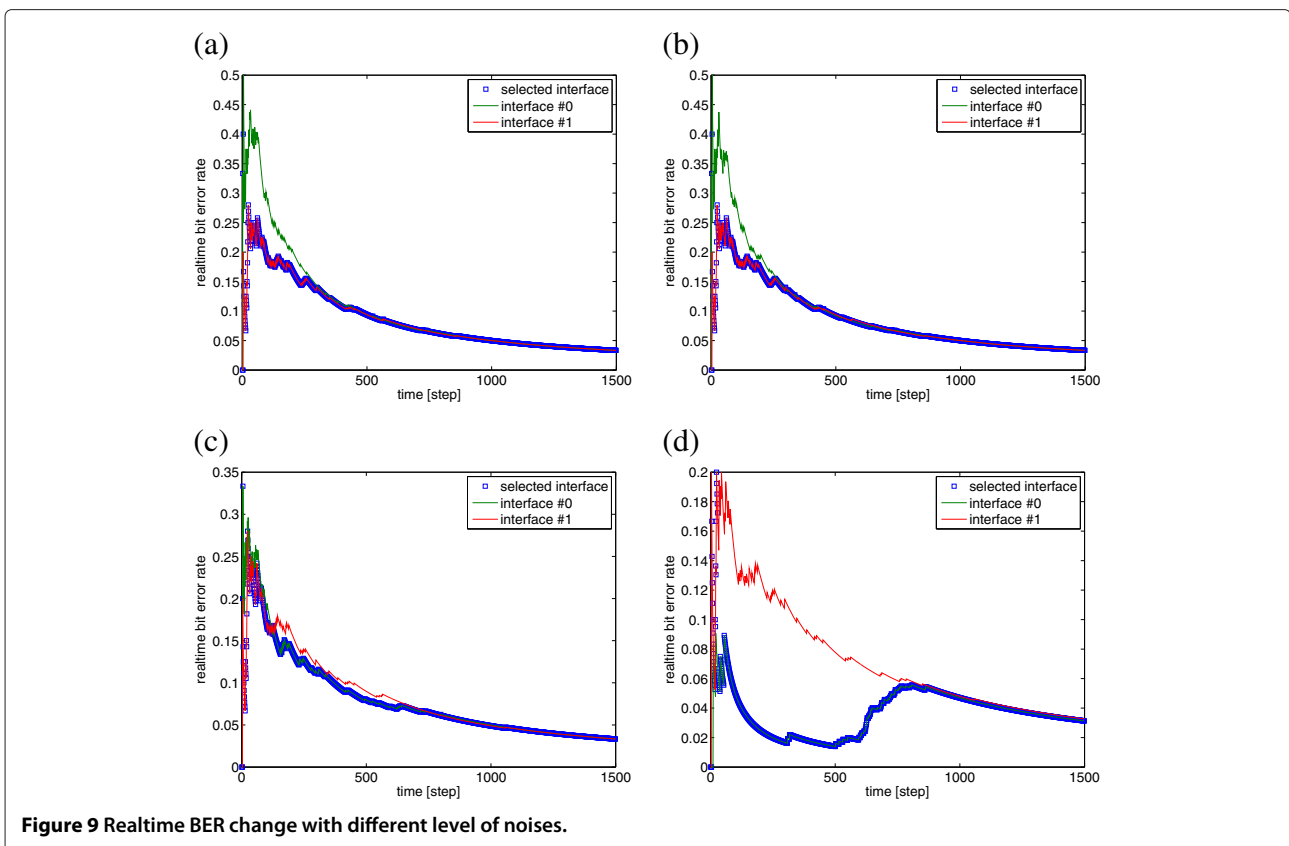 (a)
(b)
0.5
0.45
0.4
0.35
0.3
0.25
0.2
0.15
0.1
0.05
0
realtime bit error rate
selected interface
interface #0
interface #1
0
500
1000
1500
time [step]
0.5
0.45
0.4
0.35
0.3
0.25
0.2
0.15
0.1
0.05
0
realtime bit error rate
selected interface
interface #0
interface #1
0
500
1000
1500
time [step]
(c)
(d)
0.35
0.3
0.25
0.2
0.15
0.1
0.05
0
realtime bit error rate
selected interface
interface #0
interface #1
0
500
1000
1500
time [step]
0.2
0.18
0.16
0.14
0.12
0.1
0.08
0.06
0.04
0.02
0
realtime bit error rate
selected interface
interface #0
interface #1
0
500
1000
1500
time [step]
Figure 9 Realtime BER change with different level of noises.